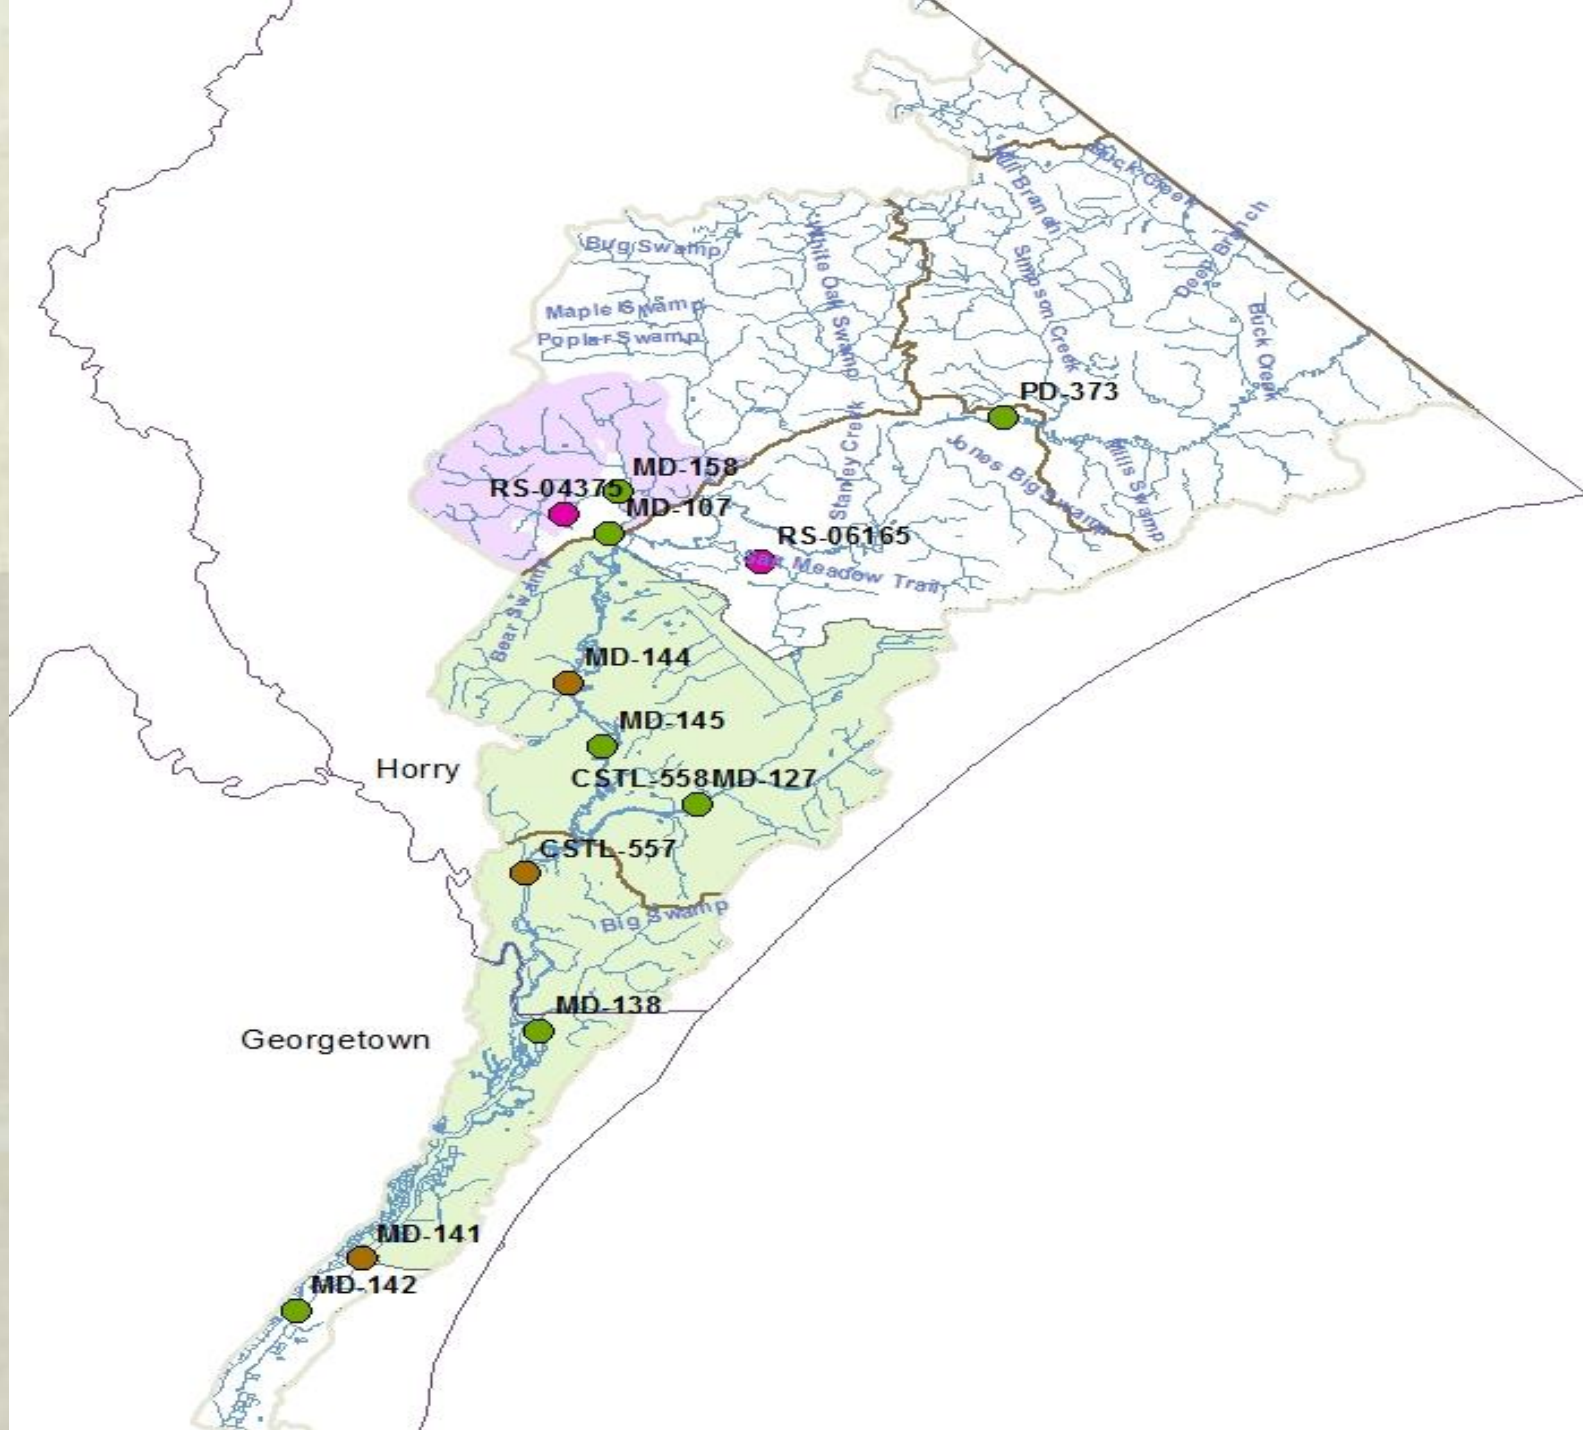 Buck Creek
Mill Branch
Deep Branch
Bug Swamp
White Oak Swamp
Simpson Creek
Maple Swamp
Buck Creek
Poplar Swamp
PD-373
Stanley Creek
Jones Big Swamp
Mills Swamp
MD-158
RS-04375
MD-107
RS-06165
Meadow Trail
Bear Swamp
MD-144
MD-145
Horry
CSTL-558
MD-127
CSTL-557
Big Swamp
MD-138
Georgetown
MD-141
MD-142